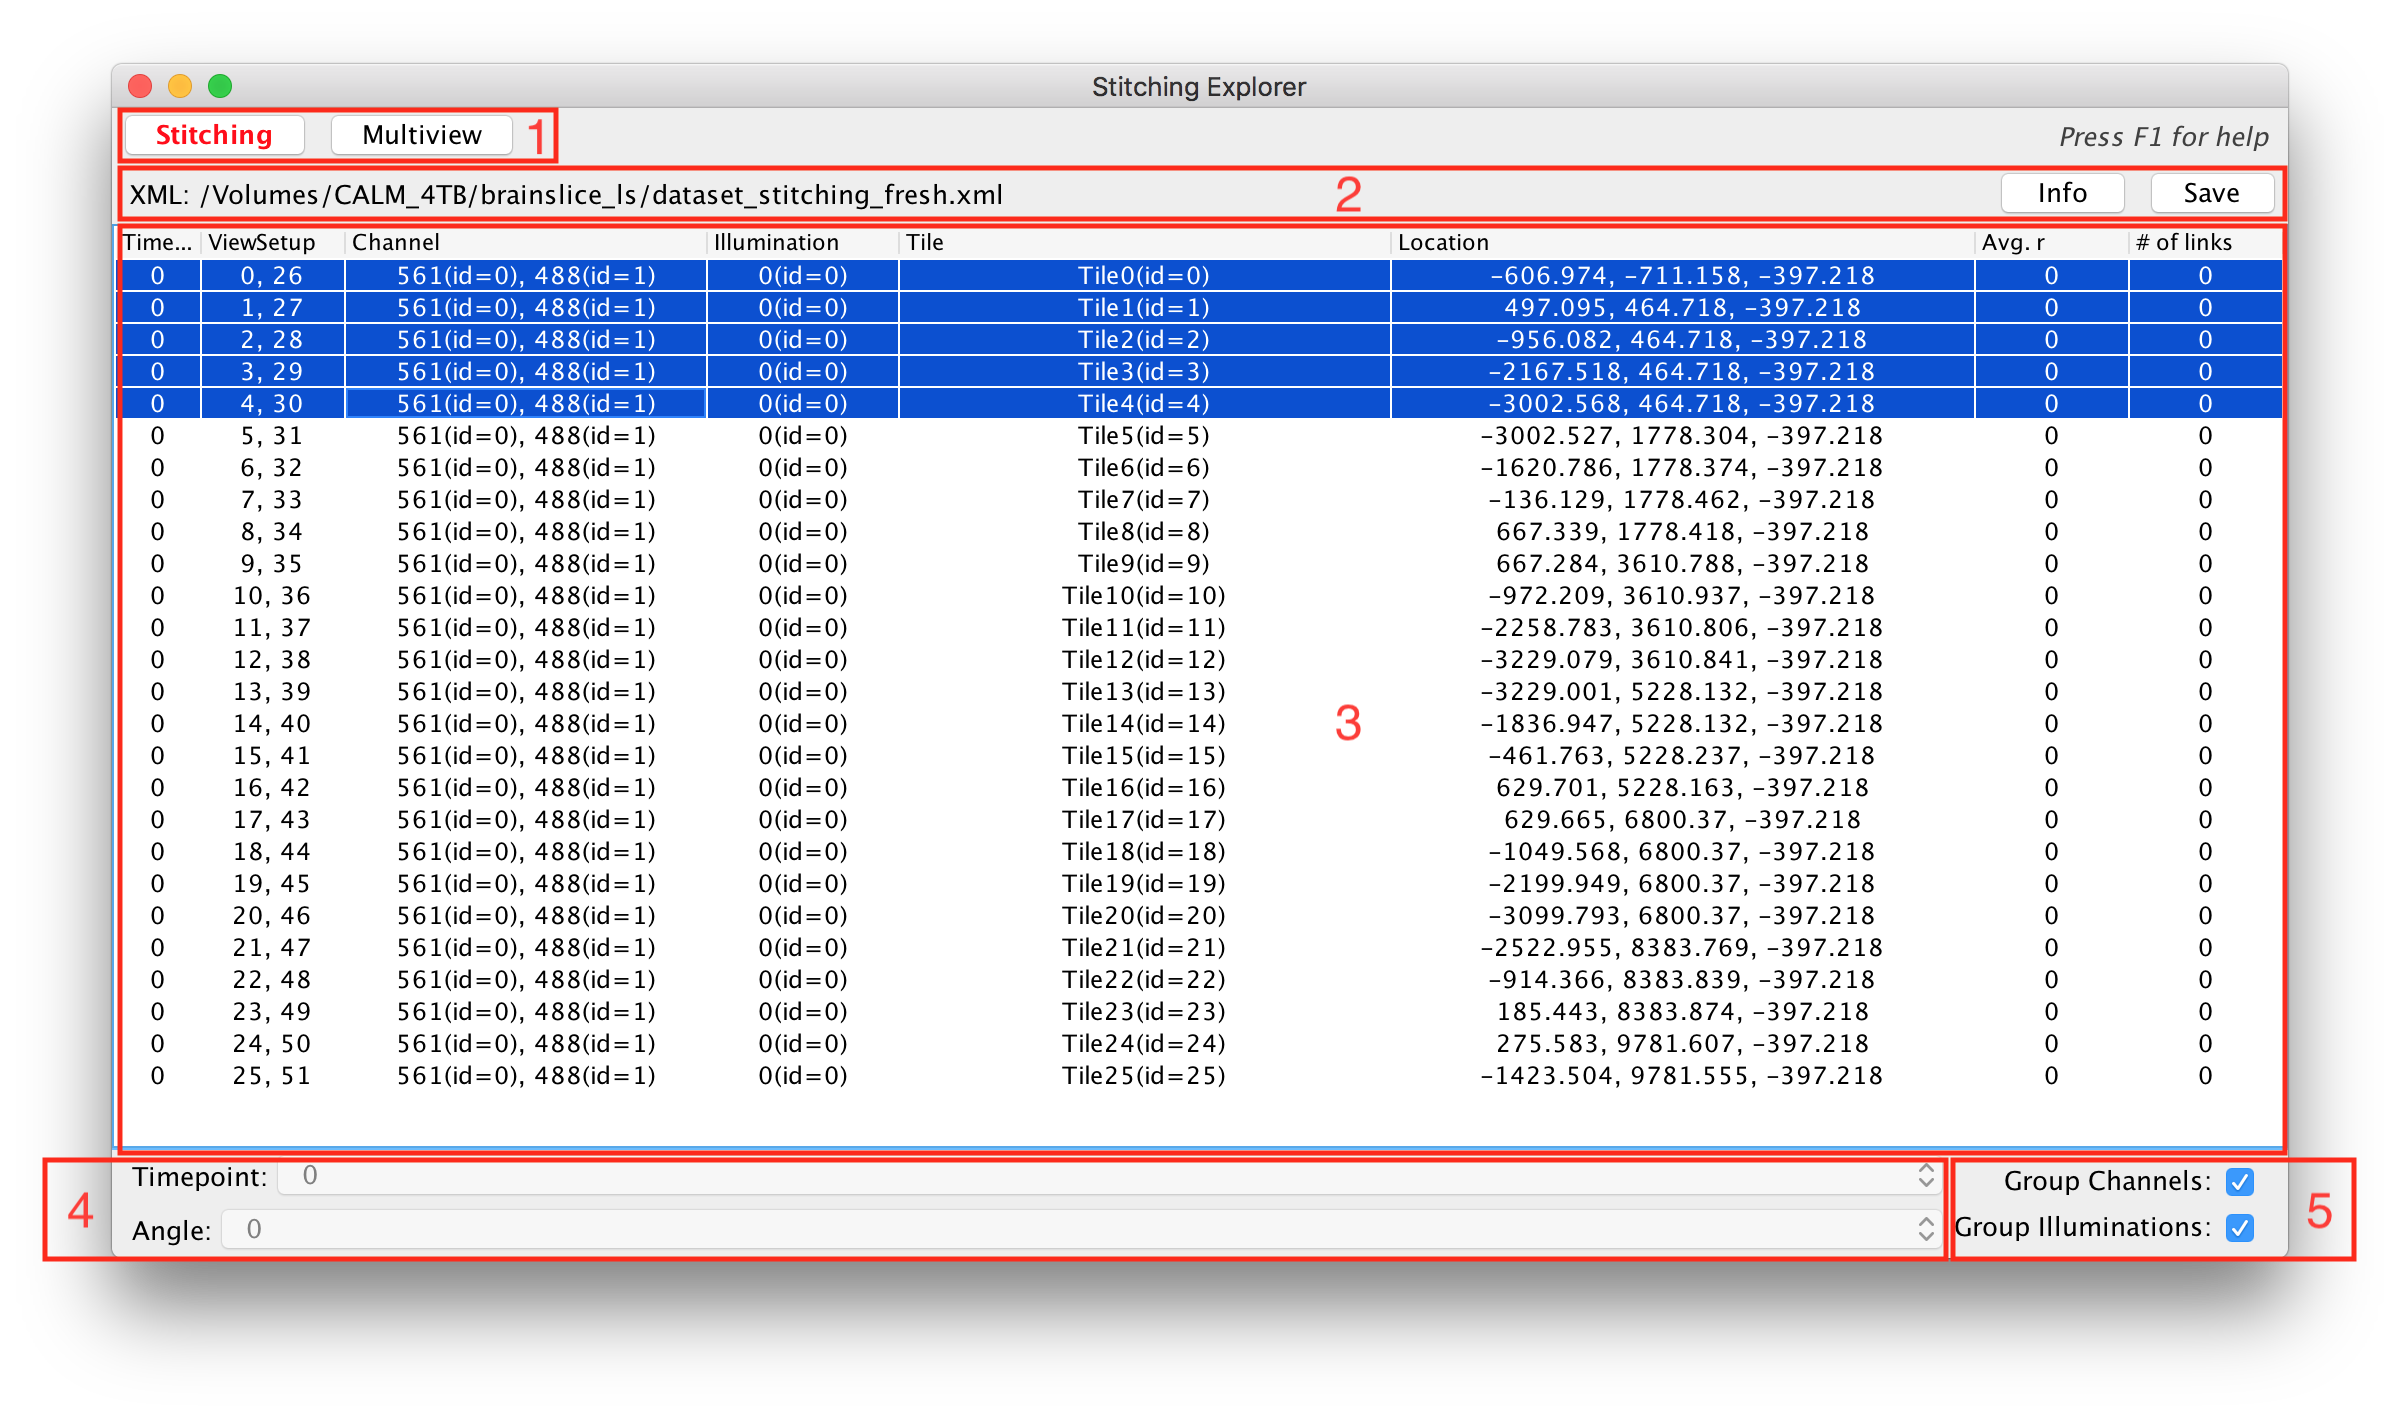 Stitching Explorer
Stitching Multiview 1 Press F1 for help
XML: /Volumes/CALM_4TB/brainslice_ls/dataset_stitching_fresh.xml 2 Info Save
Time... ViewSetup Channel Illumination Tile Location Avg. r # of links
0 0, 26 561(id=0), 488(id=1) 0(id=0) Tile0(id=0) -606.974, -711.158, -397.218 0 0
0 1, 27 561(id=0), 488(id=1) 0(id=0) Tile1(id=1) 497.095, 464.718, -397.218 0 0
0 2, 28 561(id=0), 488(id=1) 0(id=0) Tile2(id=2) -956.082, 464.718, -397.218 0 0
0 3, 29 561(id=0), 488(id=1) 0(id=0) Tile3(id=3) -2167.518, 464.718, -397.218 0 0
0 4, 30 561(id=0), 488(id=1) 0(id=0) Tile4(id=4) -3002.568, 464.718, -397.218 0 0
0 5, 31 561(id=0), 488(id=1) 0(id=0) Tile5(id=5) -3002.527, 1778.304, -397.218 0 0
0 6, 32 561(id=0), 488(id=1) 0(id=0) Tile6(id=6) -1620.786, 1778.374, -397.218 0 0
0 7, 33 561(id=0), 488(id=1) 0(id=0) Tile7(id=7) -136.129, 1778.462, -397.218 0 0
0 8, 34 561(id=0), 488(id=1) 0(id=0) Tile8(id=8) 667.339, 1778.418, -397.218 0 0
0 9, 35 561(id=0), 488(id=1) 0(id=0) Tile9(id=9) 667.284, 3610.788, -397.218 0 0
0 10, 36 561(id=0), 488(id=1) 0(id=0) Tile10(id=10) -972.209, 3610.937, -397.218 0 0
0 11, 37 561(id=0), 488(id=1) 0(id=0) Tile11(id=11) -2258.783, 3610.806, -397.218 0 0
0 12, 38 561(id=0), 488(id=1) 0(id=0) Tile12(id=12) -3229.079, 3610.841, -397.218 0 0
0 13, 39 561(id=0), 488(id=1) 0(id=0) Tile13(id=13) -3229.001, 5228.132, -397.218 0 0
0 14, 40 561(id=0), 488(id=1) 0(id=0) Tile14(id=14) -1836.947, 5228.132, -397.218 0 0
0 15, 41 561(id=0), 488(id=1) 0(id=0) Tile15(id=15) -461.763, 5228.237, -397.218 0 0
0 16, 42 561(id=0), 488(id=1) 0(id=0) Tile16(id=16) 629.701, 5228.163, -397.218 0 0
0 17, 43 561(id=0), 488(id=1) 0(id=0) Tile17(id=17) 629.665, 6800.37, -397.218 0 0
0 18, 44 561(id=0), 488(id=1) 0(id=0) Tile18(id=18) -1049.568, 6800.37, -397.218 0 0
0 19, 45 561(id=0), 488(id=1) 0(id=0) Tile19(id=19) -2199.949, 6800.37, -397.218 0 0
0 20, 46 561(id=0), 488(id=1) 0(id=0) Tile20(id=20) -3099.793, 6800.37, -397.218 0 0
0 21, 47 561(id=0), 488(id=1) 0(id=0) Tile21(id=21) -2522.955, 8383.769, -397.218 0 0
0 22, 48 561(id=0), 488(id=1) 0(id=0) Tile22(id=22) -914.366, 8383.839, -397.218 0 0
0 23, 49 561(id=0), 488(id=1) 0(id=0) Tile23(id=23) 185.443, 8383.874, -397.218 0 0
0 24, 50 561(id=0), 488(id=1) 0(id=0) Tile24(id=24) 275.583, 9781.607, -397.218 0 0
0 25, 51 561(id=0), 488(id=1) 0(id=0) Tile25(id=25) -1423.504, 9781.555, -397.218 0 0
3
Timepoint: 0 Group Channels:
4 5
Angle: 0 Group Illuminations: